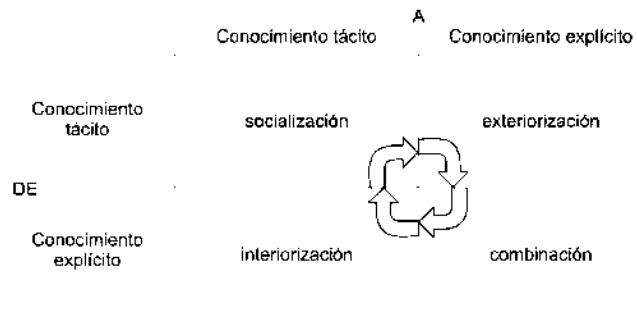 A
Conocimiento tácito Conocimiento explícito
Conocimiento
tácito
socialización exteriorización
DE
Conocimiento
explícito
interiorización combinación